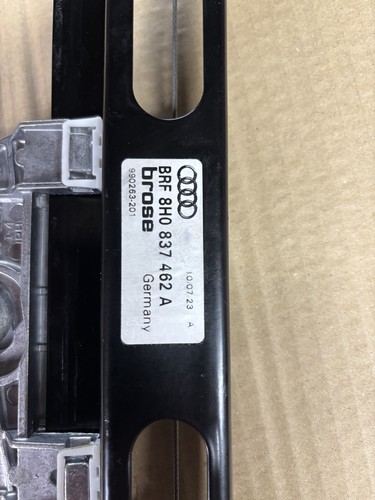 10.07.23 A
BRF 8H0 837 462 A
brose Germany
990263-201